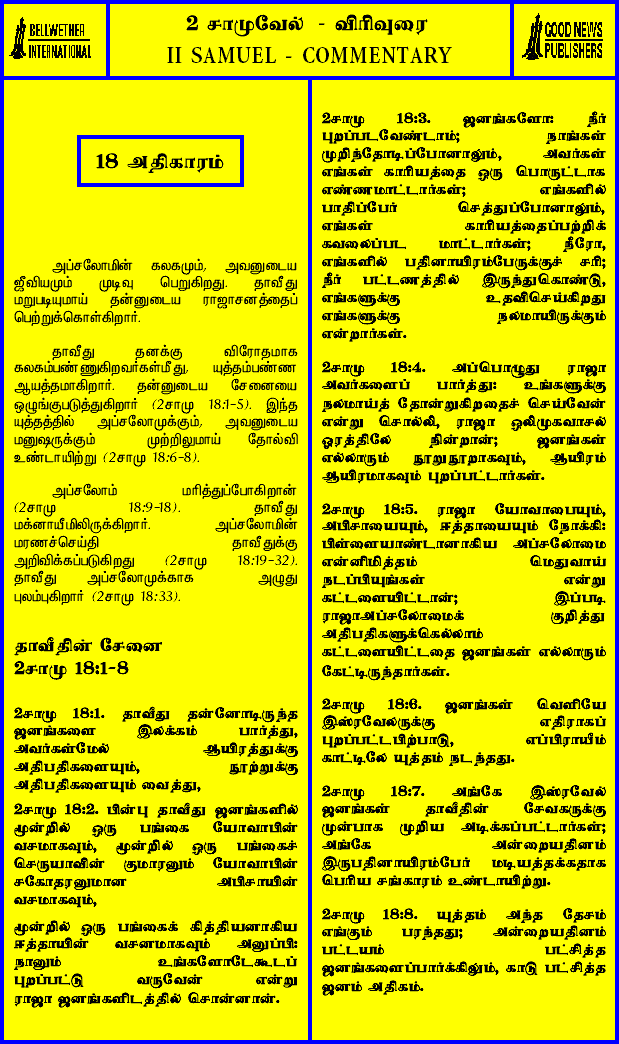 BELLWETHER
INTERNATIONAL
2 சாமுவேல் - விரிவுரை
II SAMUEL - COMMENTARY
GOOD NEWS
PUBLISHERS
18 அதிகாரம்
அப்சலோமின் கலகமும், அவனுடைய
ஜீவியமும் முடிவு பெறுகிறது. தாவீது
மறுபடியுமாய் தன்னுடைய ராஜாசனத்தைப்
பெற்றுக்கொள்கிறார்.
தாவீது தனக்கு விரோதமாக
கலகம்பண்ணுகிறவர்கள்மீது, யுத்தம்பண்ண
ஆயத்தமாகிறார். தன்னுடைய சேனையை
ஒழுங்குபடுத்துகிறார் (2சாமு 18:1-5). இந்த
யுத்தத்தில் அப்சலோமுக்கும், அவனுடைய
மனுஷருக்கும் முற்றிலுமாய் தோல்வி
உண்டாயிற்று (2சாமு 18:6-8).
அப்சலோம் மரித்துப்போகிறான்
(2சாமு 18:9-18). தாவீது
மக்னாயீமிலிருக்கிறார். அப்சலோமின்
மரணச்செய்தி தாவீதுக்கு
அறிவிக்கப்படுகிறது (2சாமு 18:19-32).
தாவீது அப்சலோமுக்காக அழுது
புலம்புகிறார் (2சாமு 18:33).
தாவீதின் சேனை
2சாமு 18:1-8
2சாமு 18:1. தாவீது தன்னோடிருந்த
ஜனங்களை இலக்கம் பார்த்து,
அவர்கள்மேல் ஆயிரத்துக்கு
அதிபதிகளையும், நூற்றுக்கு
அதிபதிகளையும் வைத்து,
2சாமு 18:2. பின்பு தாவீது ஜனங்களில்
மூன்றில் ஒரு பங்கை யோவாபின்
வசமாகவும், மூன்றில் ஒரு பங்கைச்
செருயாவின் குமாரனும் யோவாபின்
சகோதரனுமான அபிசாயின்
வசமாகவும்,
மூன்றில் ஒரு பங்கைக் கித்தியனாகிய
ஈத்தாயின் வசனமாகவும் அனுப்பி:
நானும் உங்களோடேகூடப்
புறப்பட்டு வருவேன் என்று
ராஜா ஜனங்களிடத்தில் சொன்னான்.
2சாமு 18:3. ஜனங்களோ: நீர்
புறப்படவேண்டாம்; நாங்கள்
முறிந்தோடிப்போனாலும், அவர்கள்
எங்கள் காரியத்தை ஒரு பொருட்டாக
எண்ணமாட்டார்கள்; எங்களில்
பாதிப்பேர் செத்துப்போனாலும்,
எங்கள் காரியத்தைப்பற்றிக்
கவலைப்பட மாட்டார்கள்; நீரோ,
எங்களில் பதினாயிரம்பேருக்குச் சரி;
நீர் பட்டணத்தில் இருந்துகொண்டு,
எங்களுக்கு உதவிசெய்கிறது
எங்களுக்கு நலமாயிருக்கும்
என்றார்கள்.
2சாமு 18:4. அப்பொழுது ராஜா
அவர்களைப் பார்த்து: உங்களுக்கு
நலமாய்த் தோன்றுகிறதைச் செய்வேன்
என்று சொல்லி, ராஜா ஒலிமுகவாசல்
ஓரத்திலே நின்றான்; ஜனங்கள்
எல்லாரும் நூறுநூறாகவும், ஆயிரம்
ஆயிரமாகவும் புறப்பட்டார்கள்.
2சாமு 18:5. ராஜா யோவாபையும்,
அபிசாயையும், ஈத்தாயையும் நோக்கி:
பிள்ளையாண்டானாகிய அப்சலோமை
என்னிமித்தம் மெதுவாய்
நடப்பியுங்கள் என்று
கட்டளையிட்டான்; இப்படி
ராஜாஅப்சலோமைக் குறித்து
அதிபதிகளுக்கெல்லாம்
கட்டளையிட்டதை ஜனங்கள் எல்லாரும்
கேட்டிருந்தார்கள்.
2சாமு 18:6. ஜனங்கள் வெளியே
இஸ்ரவேலருக்கு எதிராகப்
புறப்பட்டபிற்பாடு, எப்பிராயீம்
காட்டிலே யுத்தம் நடந்தது.
2சாமு 18:7. அங்கே இஸ்ரவேல்
ஜனங்கள் தாவீதின் சேவகருக்கு
முன்பாக முறிய அடிக்கப்பட்டார்கள்;
அங்கே அன்றையதினம்
இருபதினாயிரம்பேர் மடியத்தக்கதாக
பெரிய சங்காரம் உண்டாயிற்று.
2சாமு 18:8. யுத்தம் அந்த தேசம்
எங்கும் பரந்தது; அன்றையதினம்
பட்டயம் பட்சித்த
ஜனங்களைப்பார்க்கிலும், காடு பட்சித்த
ஜனம் அதிகம்.